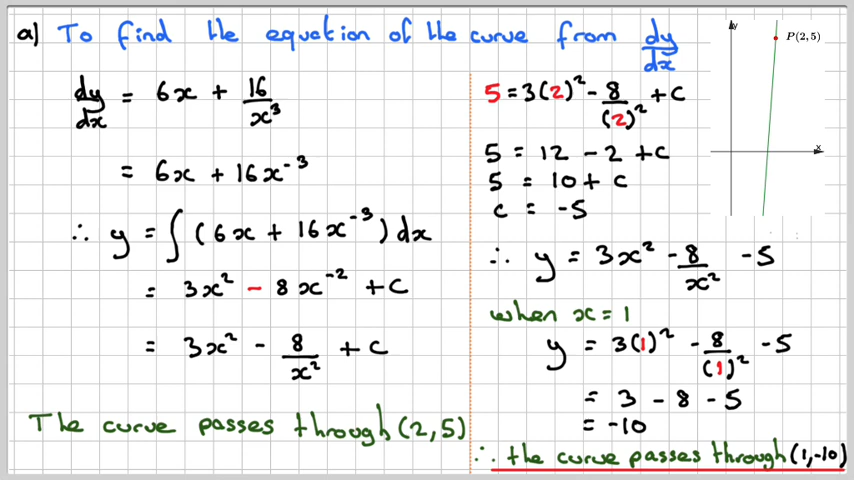 a) To find the equation of the curve from dy/dx
dy/dx = 6x + 16/x³
= 6x + 16x⁻³
∴ y = ∫ (6x + 16x⁻³) dx
= 3x² - 8x⁻² + c
= 3x² - 8/x² + c
The curve passes through (2,5)
5 = 3(2)² - 8/(2)² + c
5 = 12 - 2 + c
5 = 10 + c
c = -5
∴ y = 3x² - 8/x² - 5
when x = 1
y = 3(1)² - 8/(1)² - 5
= 3 - 8 - 5
= -10
∴ the curve passes through (1,-10)
y
P(2,5)
x